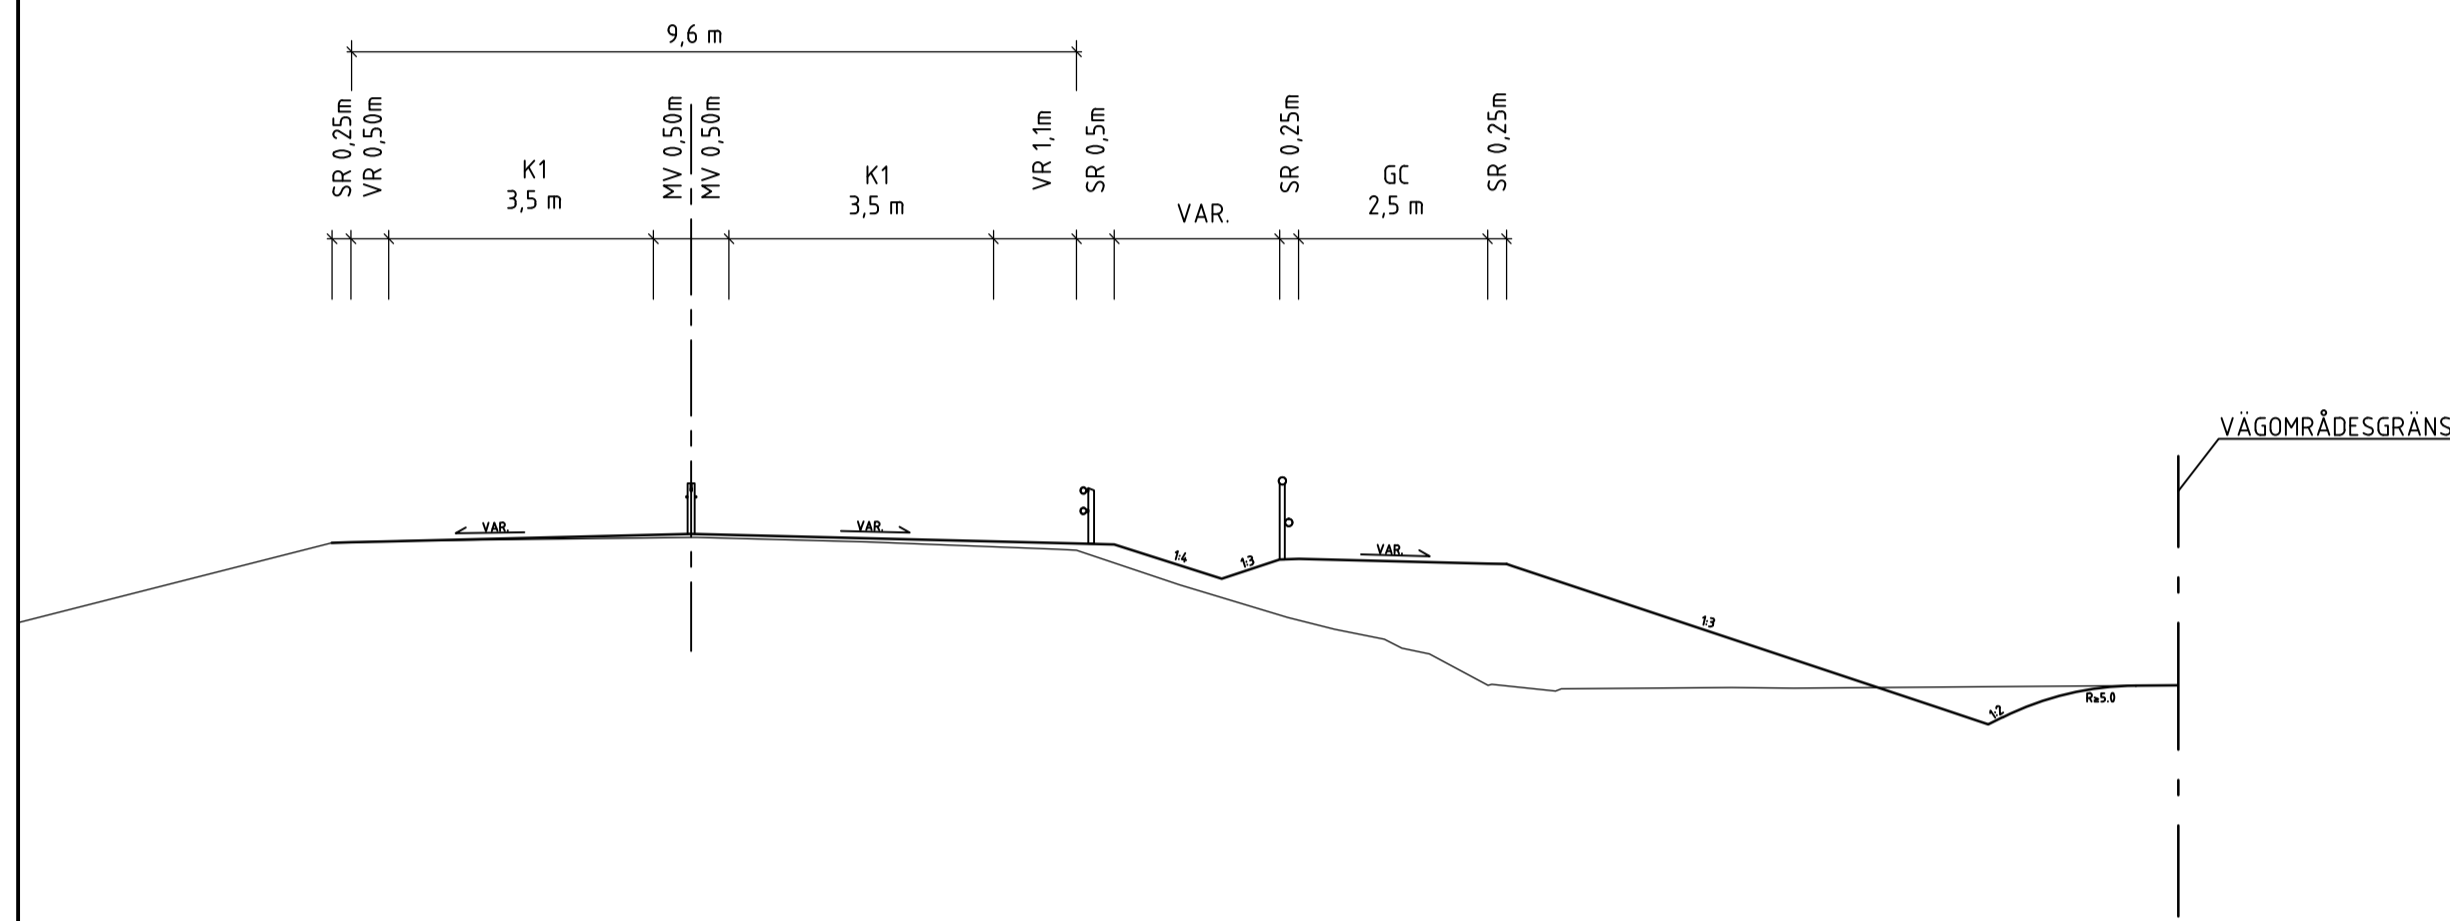 9,6 m
SR 0,25m
VR 0,50m
K1
3,5 m
MV 0,50m
MV 0,50m
K1
3,5 m
VR 1,1m
SR 0,5m
VAR.
SR 0,25m
GC
2,5 m
SR 0,25m
VÄGOMRÅDESGRÄNS
VAR.
VAR.
1:4
1:3
VAR.
1:3
1:2
R≥5.0